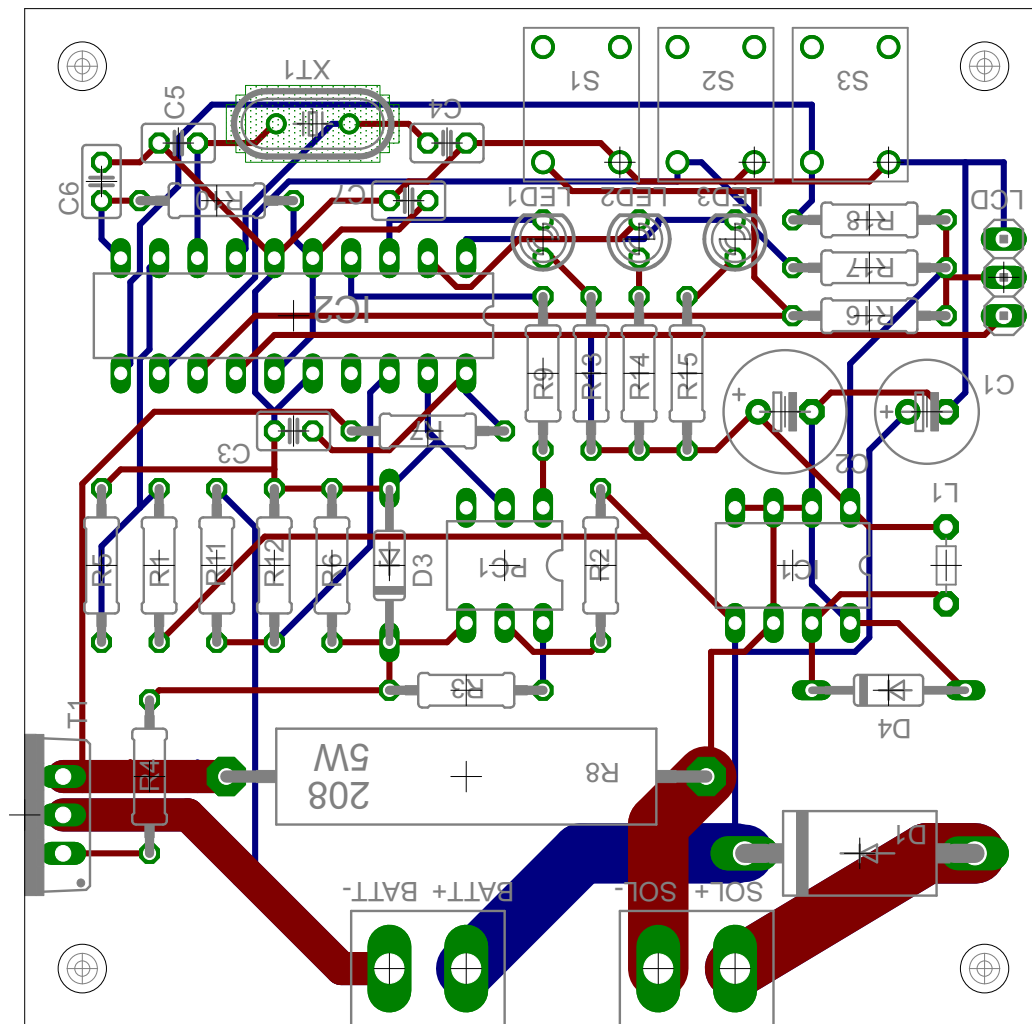 XT1
C5
C4
S1
S2
S3
C6
C7
LED1
LED2
LED3
R18
LCD
R17
IC2
R16
R9
R13
R14
R15
C1
+
+
R7
C3
C2
L1
R5
R11
R12
R6
D3
PC1
R2
IC1
R3
T1
D4
R4
208
5W
R8
D1
BATT-
BATT+
SOL-
SOL+